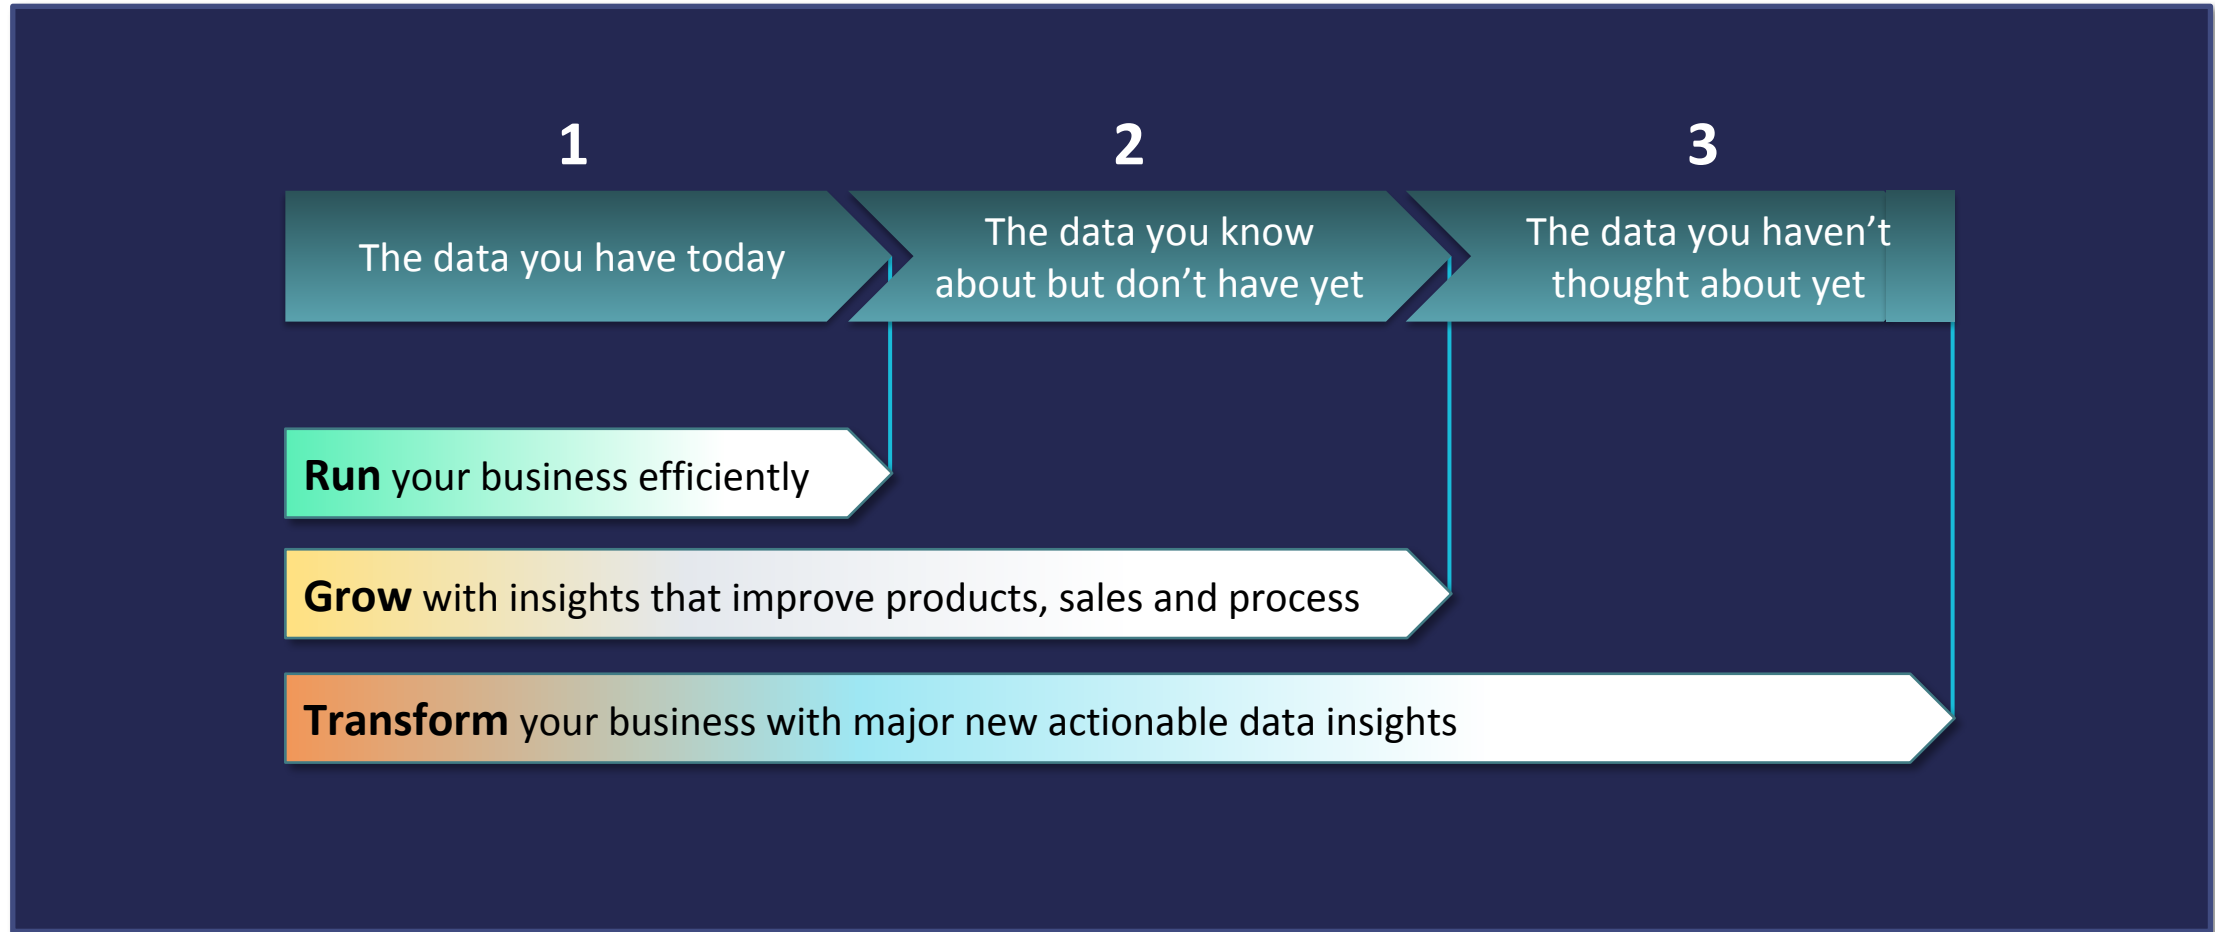 1
2
3
The data you have today
The data you know
about but don’t have yet
The data you haven’t
thought about yet
Run your business efficiently
Grow with insights that improve products, sales and process
Transform your business with major new actionable data insights